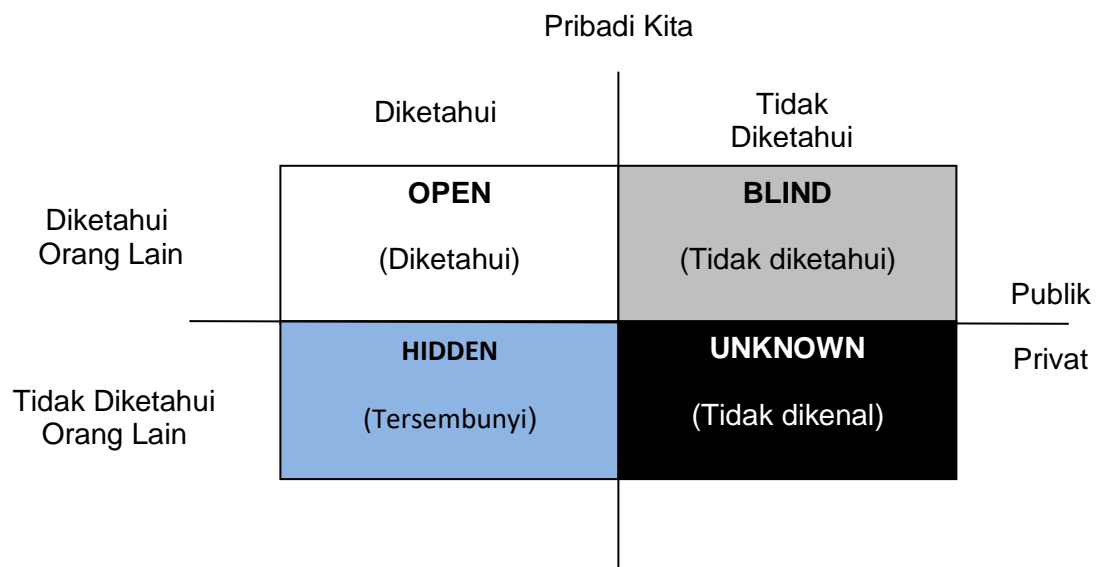 Pribadi Kita
Diketahui
Tidak
Diketahui
Diketahui
Orang Lain
OPEN
(Diketahui)
BLIND
(Tidak diketahui)
Publik
Privat
Tidak Diketahui
Orang Lain
HIDDEN
(Tersembunyi)
UNKNOWN
(Tidak dikenal)